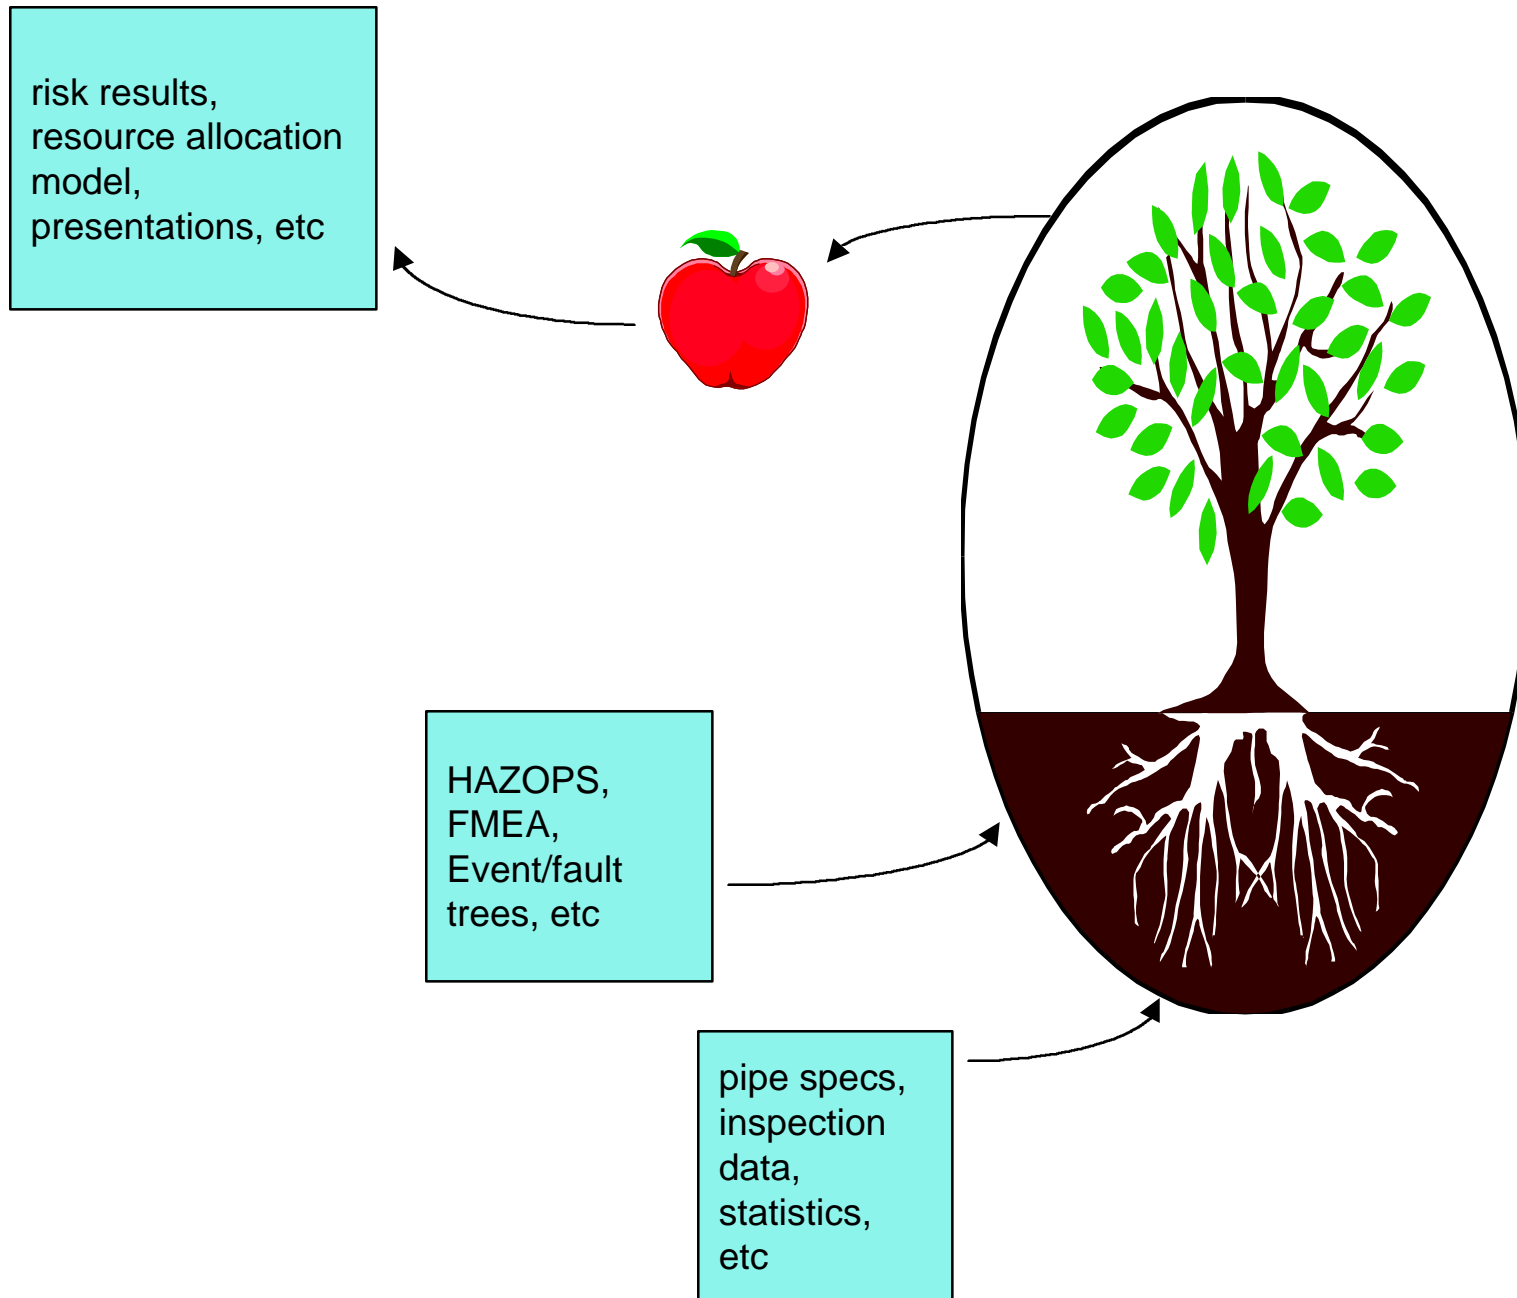 risk results,
resource allocation
model,
presentations, etc
HAZOPS,
FMEA,
Event/fault
trees, etc
pipe specs,
inspection
data,
statistics,
etc